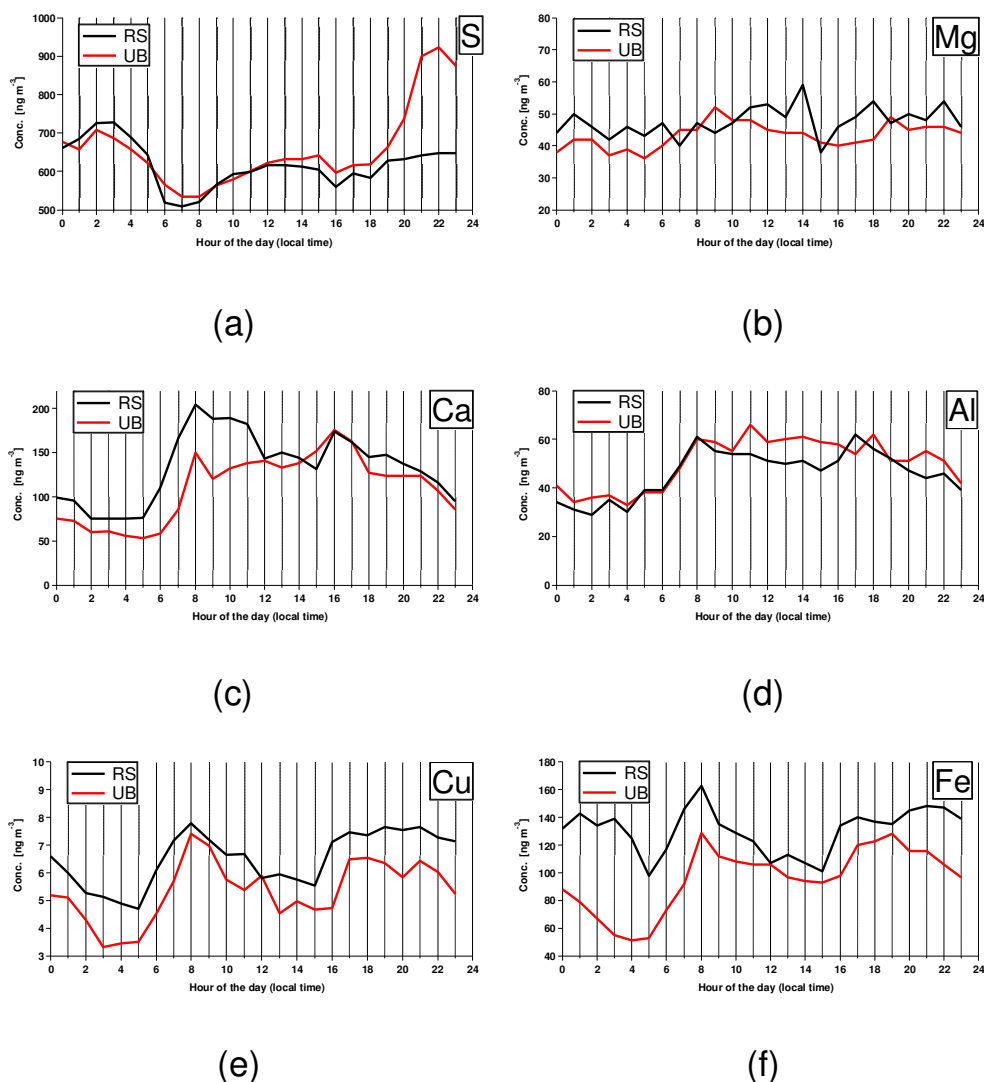 RS
UB
S
1000
900
800
700
600
500
Conc. [ng m⁻³]
0 2 4 6 8 10 12 14 16 18 20 22 24
Hour of the day (local time)
(a)
RS
UB
Mg
80
70
60
50
40
30
20
Conc. [ng m⁻³]
0 2 4 6 8 10 12 14 16 18 20 22 24
Hour of the day (local time)
(b)
RS
UB
Ca
200
150
100
50
0
Conc. [ng m⁻³]
0 2 4 6 8 10 12 14 16 18 20 22 24
Hour of the day (local time)
(c)
RS
UB
Al
80
60
40
20
0
Conc. [ng m⁻³]
0 2 4 6 8 10 12 14 16 18 20 22 24
Hour of the day (local time)
(d)
RS
UB
Cu
10
9
8
7
6
5
4
3
Conc. [ng m⁻³]
0 2 4 6 8 10 12 14 16 18 20 22 24
Hour of the day (local time)
(e)
RS
UB
Fe
180
160
140
120
100
80
60
40
Conc. [ng m⁻³]
0 2 4 6 8 10 12 14 16 18 20 22 24
Hour of the day (local time)
(f)